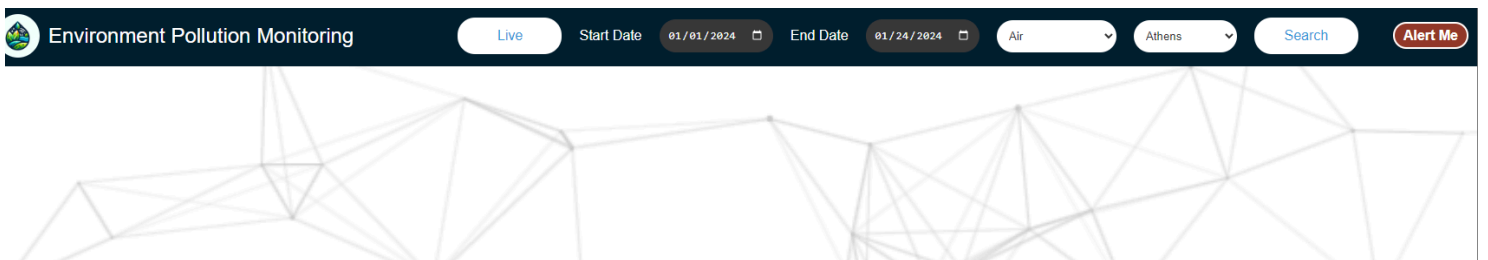 Environment Pollution Monitoring Live Start Date 01/01/2024 End Date 01/24/2024 Air Athens Search Alert Me